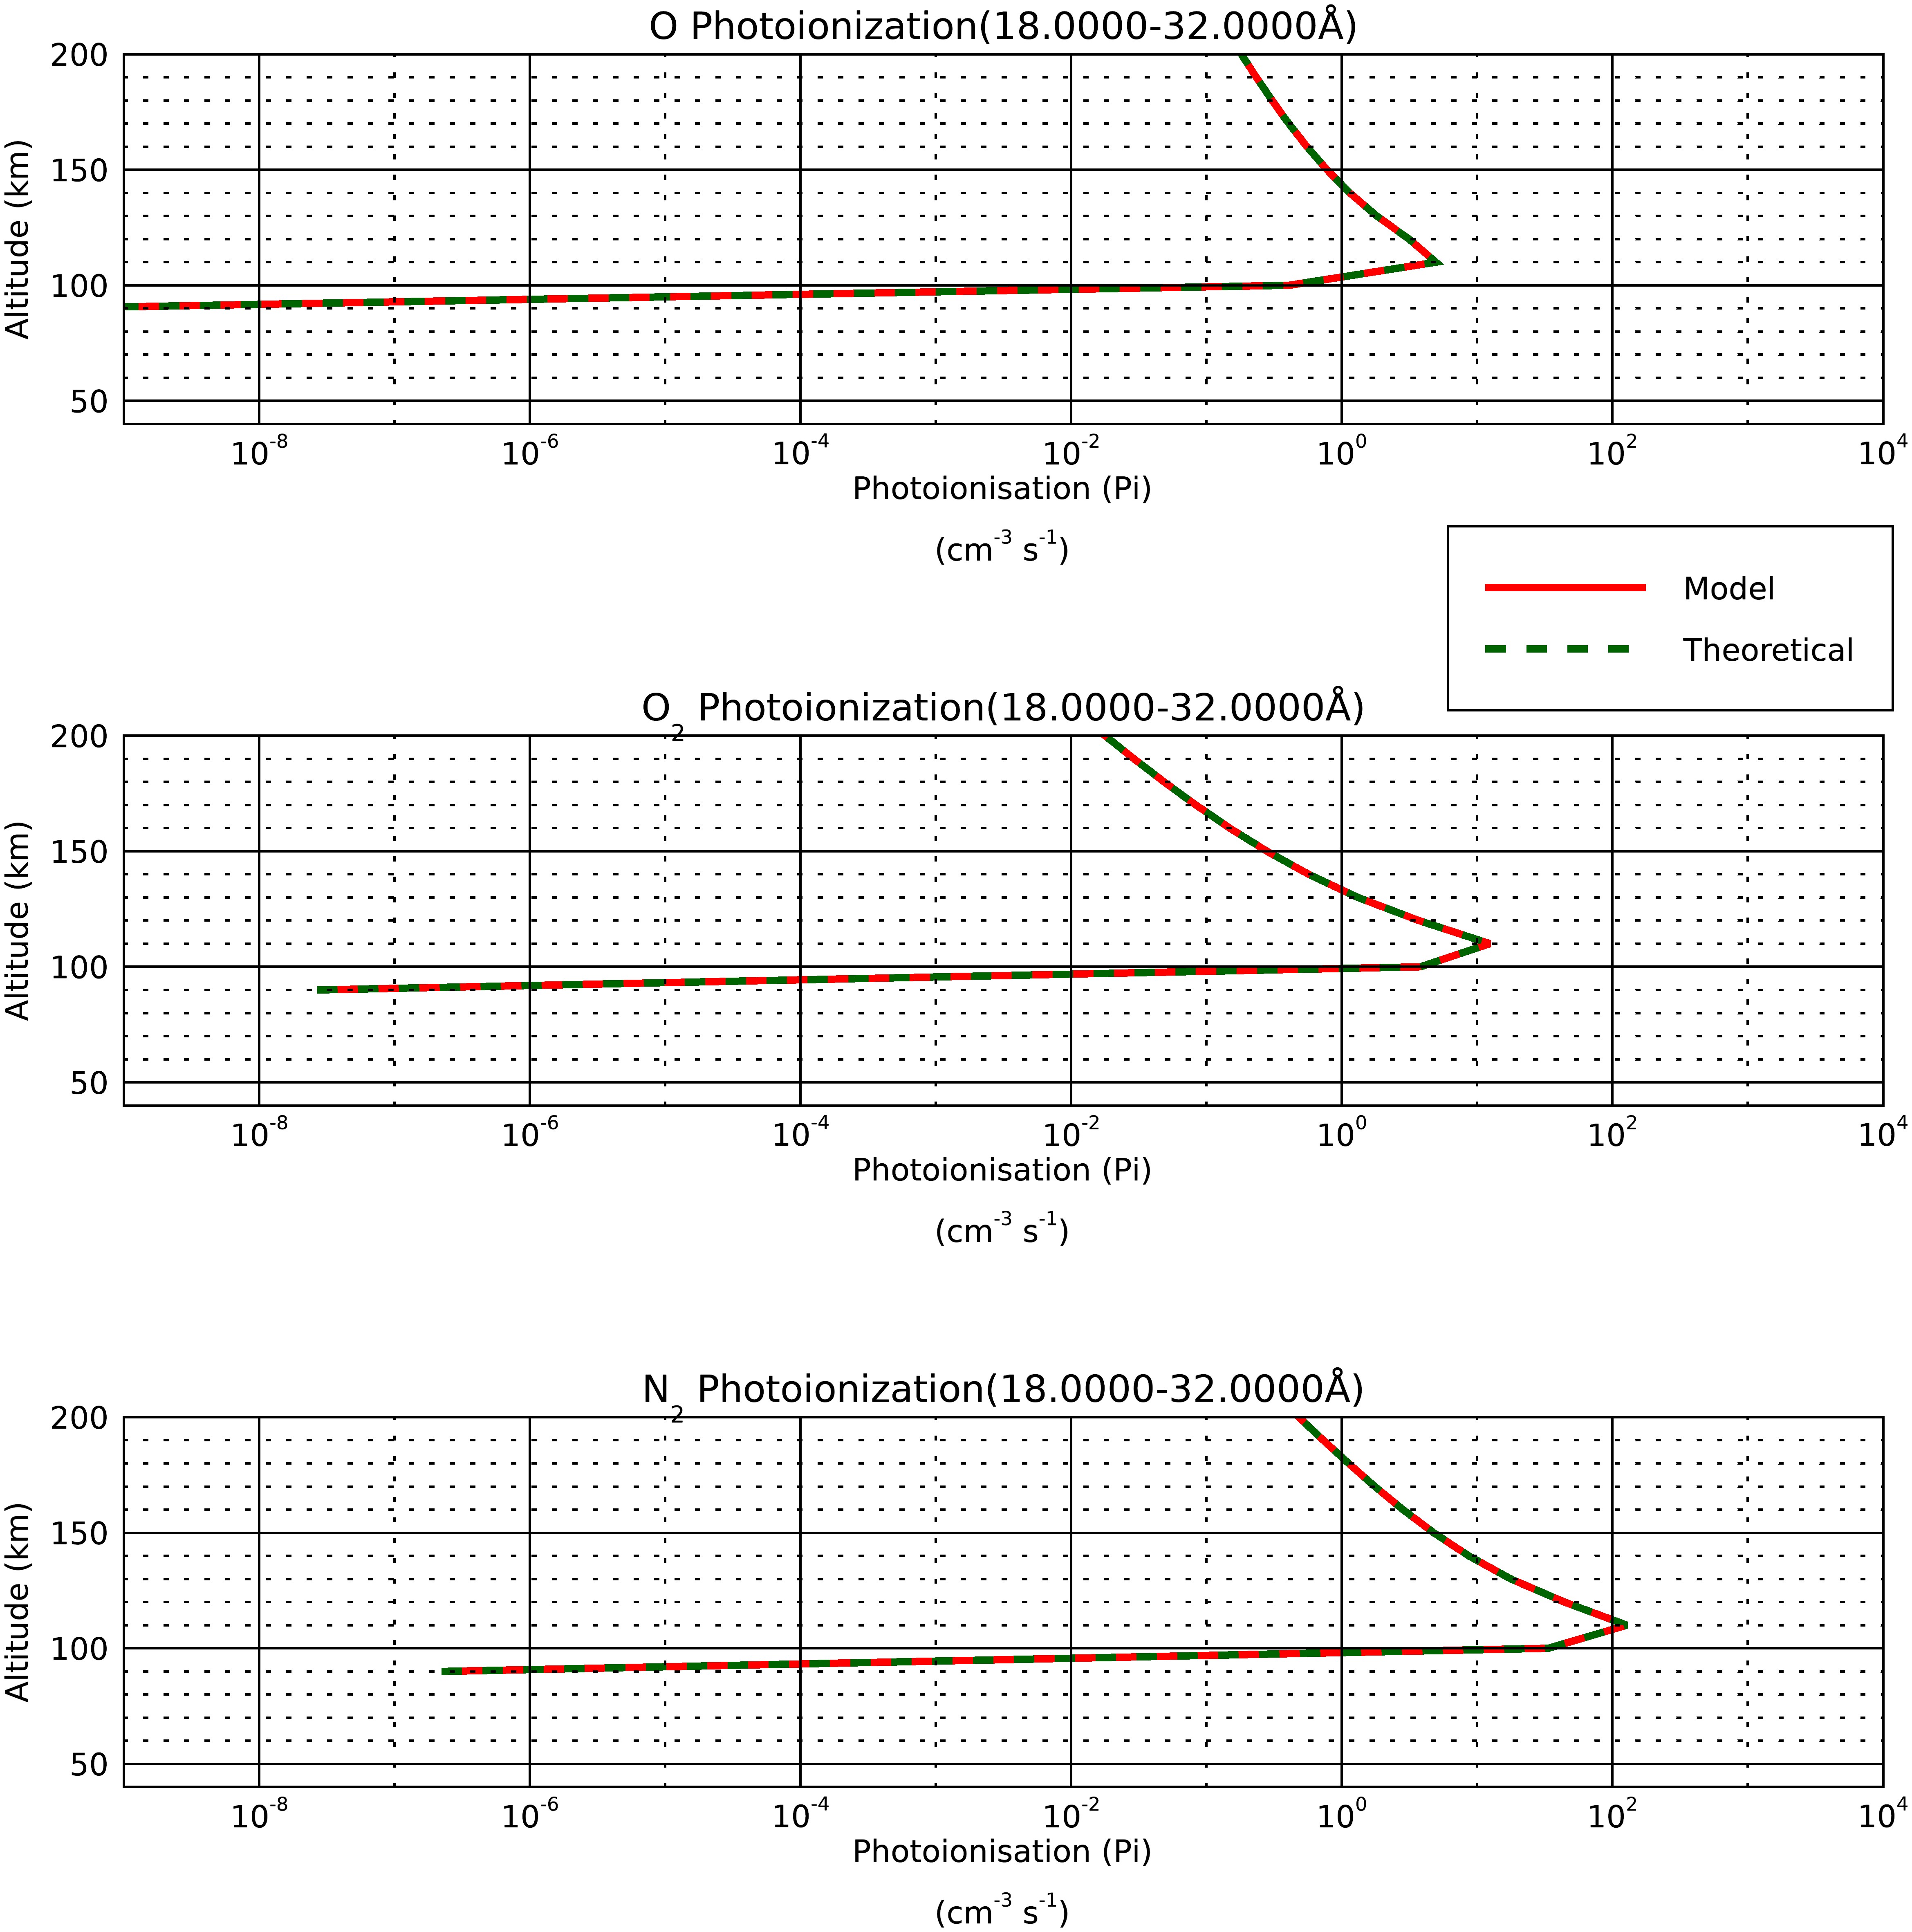 O Photoionization(18.0000-32.0000Å)
200
150
100
50
Altitude (km)
10⁻⁸ 10⁻⁶ 10⁻⁴ 10⁻² 10⁰ 10² 10⁴
Photoionisation (Pi)
(cm⁻³ s⁻¹)
Model
Theoretical
O₂ Photoionization(18.0000-32.0000Å)
200
150
100
50
Altitude (km)
10⁻⁸ 10⁻⁶ 10⁻⁴ 10⁻² 10⁰ 10² 10⁴
Photoionisation (Pi)
(cm⁻³ s⁻¹)
N₂ Photoionization(18.0000-32.0000Å)
200
150
100
50
Altitude (km)
10⁻⁸ 10⁻⁶ 10⁻⁴ 10⁻² 10⁰ 10² 10⁴
Photoionisation (Pi)
(cm⁻³ s⁻¹)